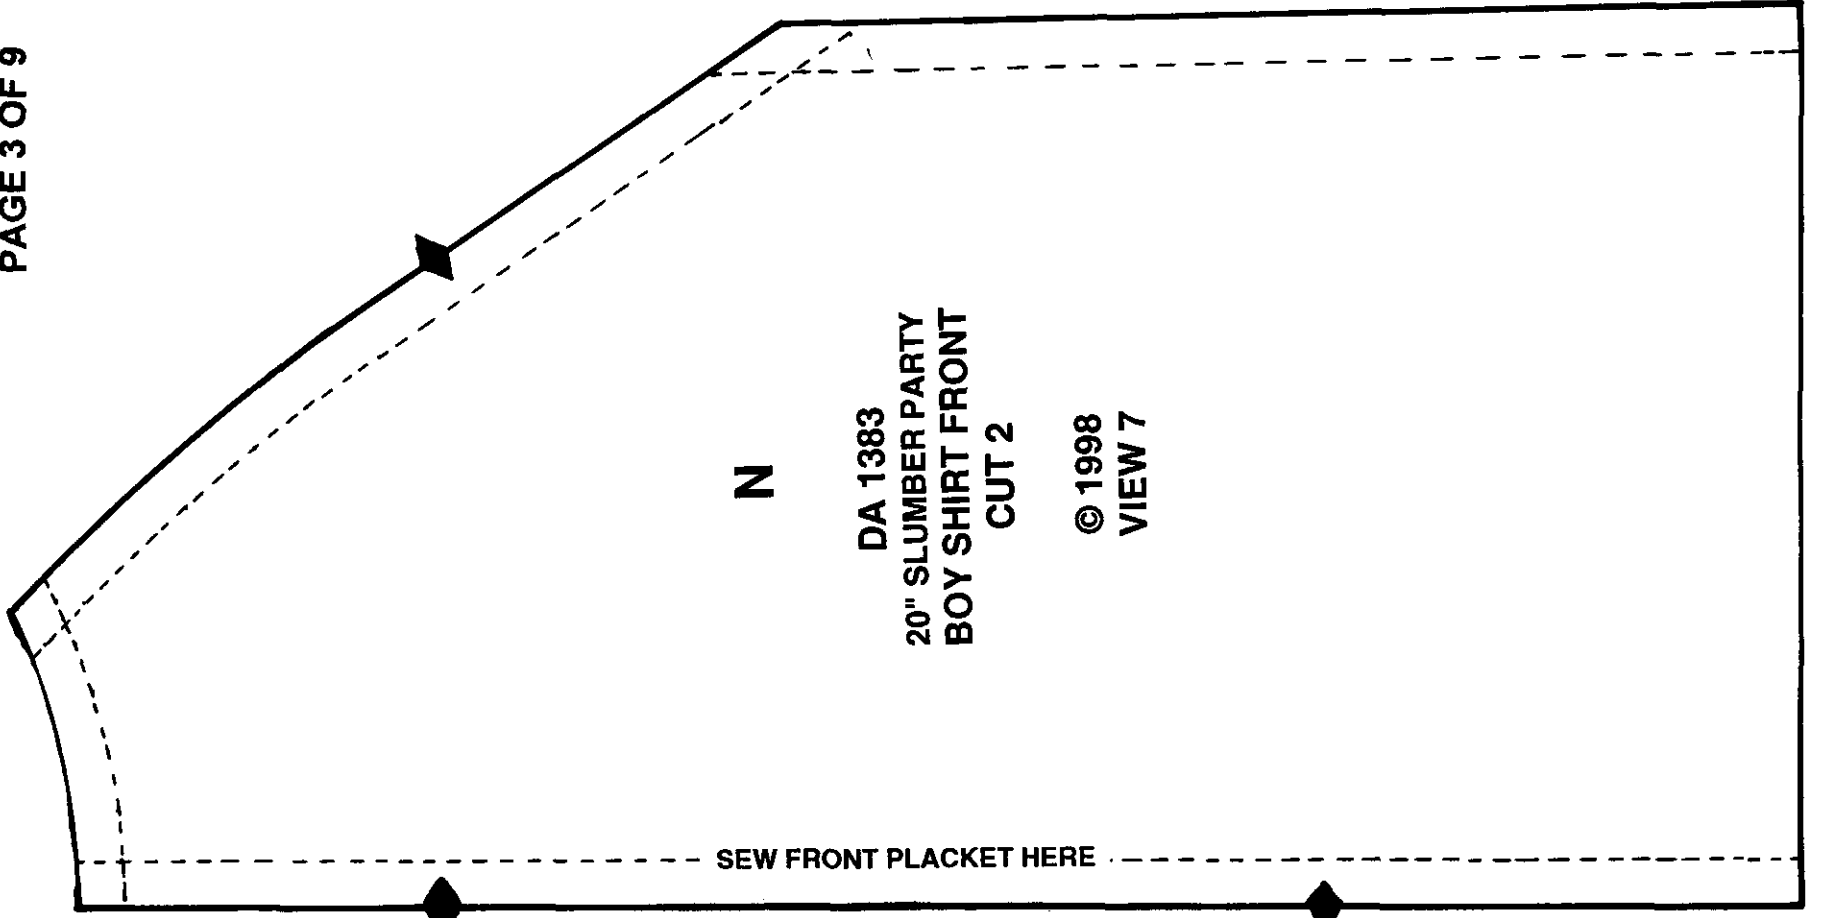 PAGE 3 OF 9
N
DA 1383
20" SLUMBER PARTY
BOY SHIRT FRONT
CUT 2
© 1998
VIEW 7
SEW FRONT PLACKET HERE